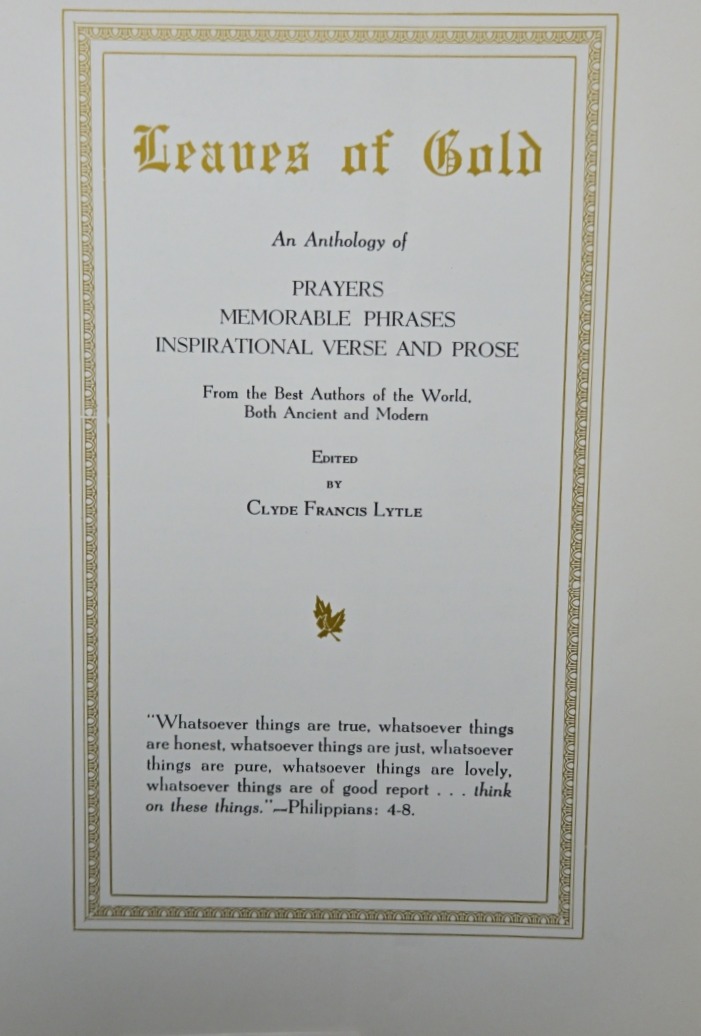 Leaves of Gold
An Anthology of
PRAYERS
MEMORABLE PHRASES
INSPIRATIONAL VERSE AND PROSE
From the Best Authors of the World,
Both Ancient and Modern
EDITED
BY
CLYDE FRANCIS LYTLE
"Whatsoever things are true, whatsoever things
are honest, whatsoever things are just, whatsoever
things are pure, whatsoever things are lovely,
whatsoever things are of good report . . . think
on these things."—Philippians: 4-8.